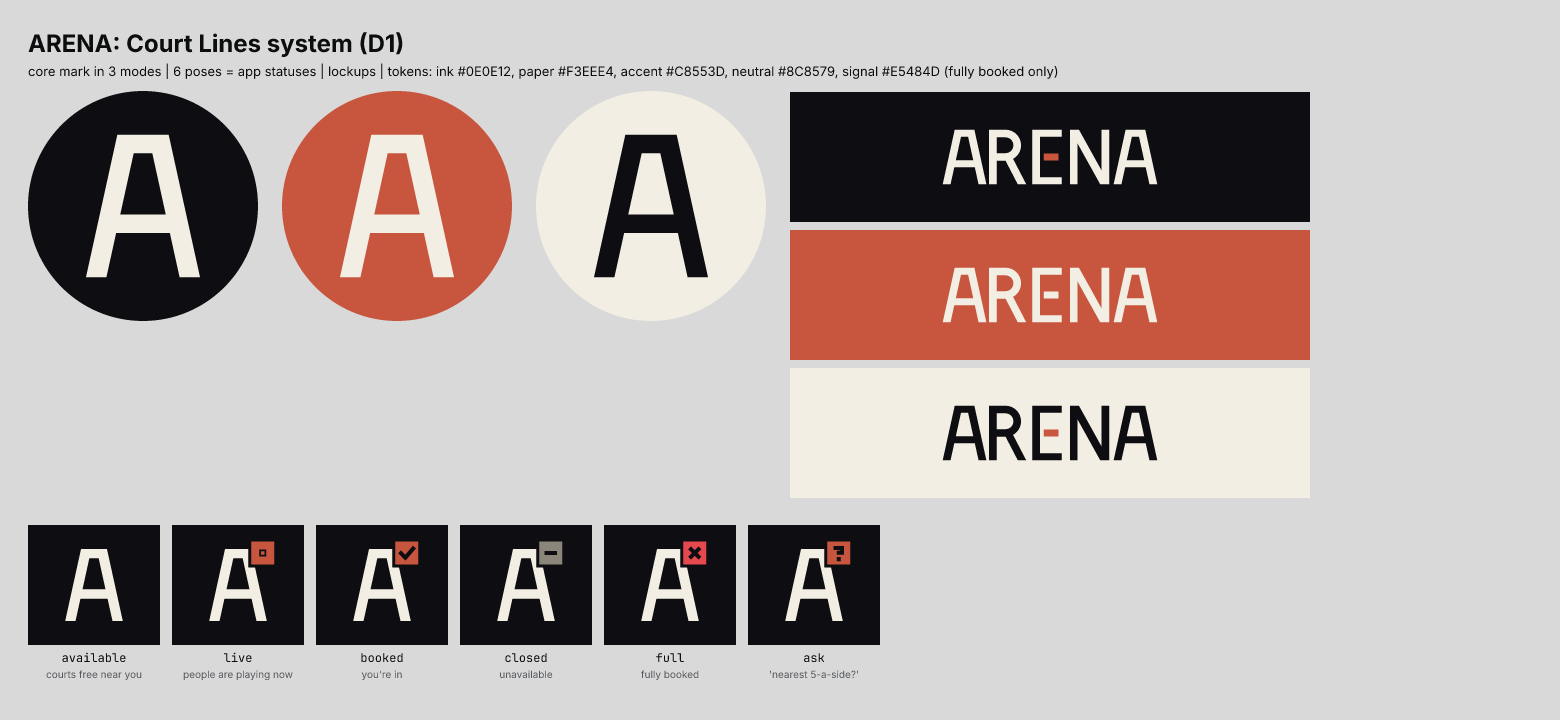 ARENA: Court Lines system (D1)
core mark in 3 modes | 6 poses = app statuses | lockups | tokens: ink #0E0E12, paper #F3EEE4, accent #C8553D, neutral #8C8579, signal #E5484D (fully booked only)
A
A
A
ARENA
ARENA
ARENA
A
A
A
A
A
A ?
available
live
booked
closed
full
ask
courts free near you
people are playing now
you're in
unavailable
fully booked
'nearest 5-a-side?'